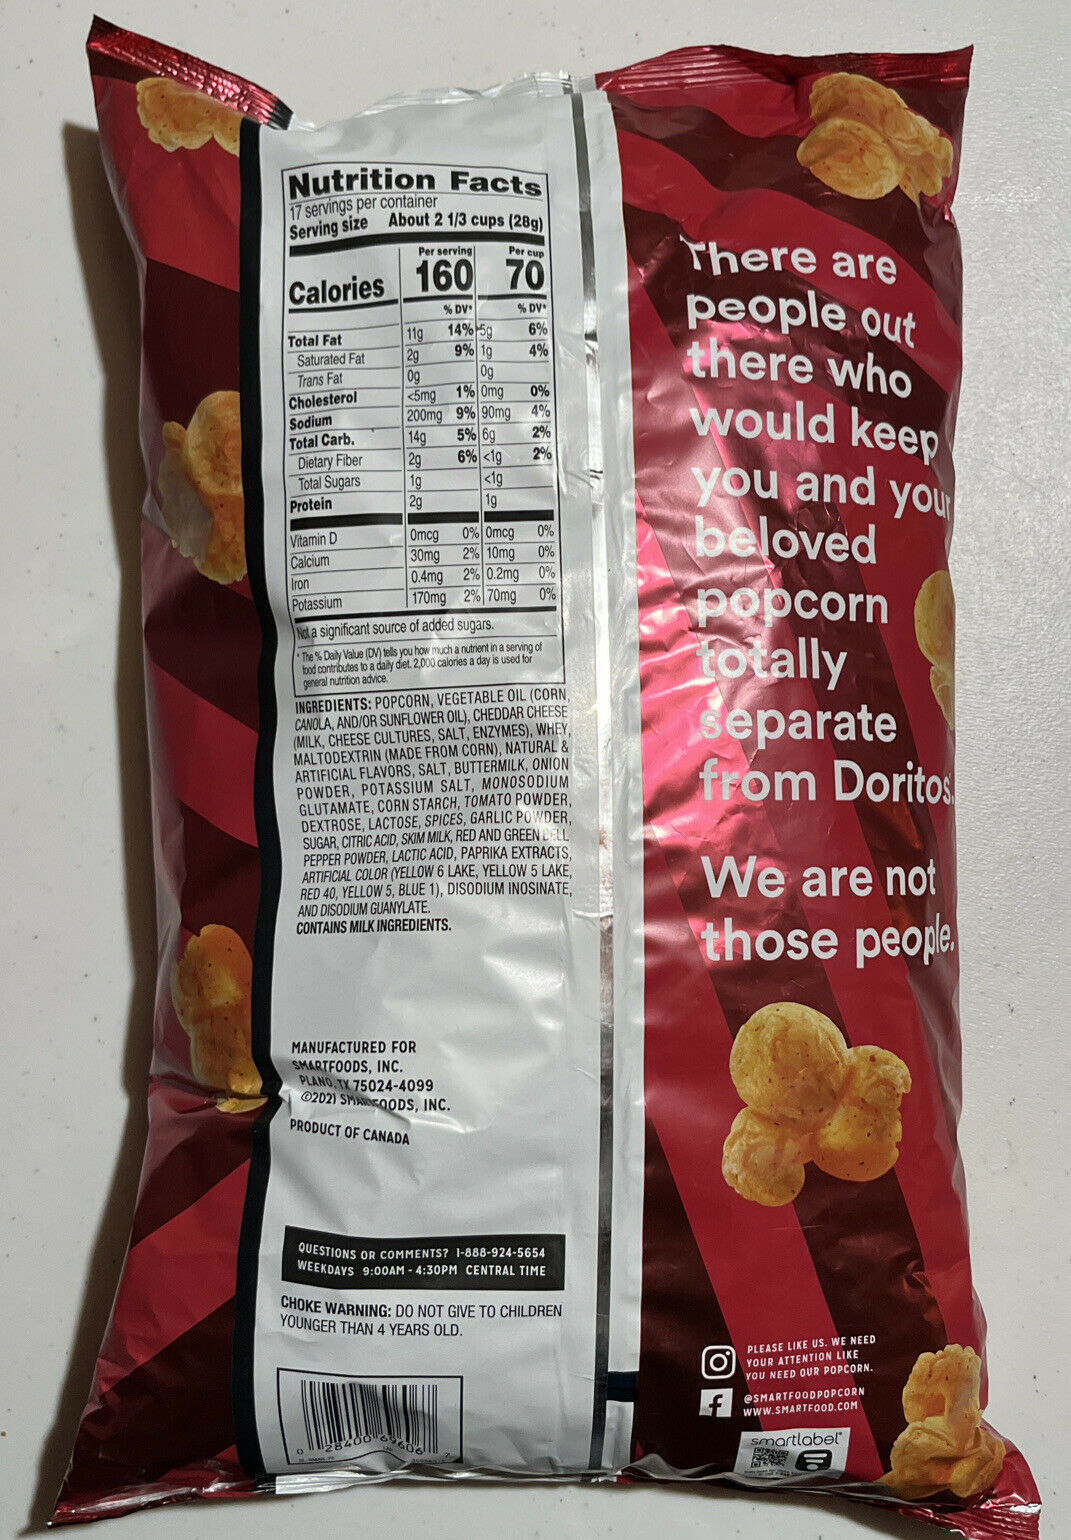 Nutrition Facts
17 servings per container
Serving size About 2 1/3 cups (28g)
Per serving Per cup
Calories 160 70
% DV* % DV*
Total Fat 11g 14% 5g 6%
Saturated Fat 2g 9% 1g 4%
Trans Fat 0g 0g
Cholesterol <5mg 1% 0mg 0%
Sodium 200mg 9% 90mg 4%
Total Carb. 14g 5% 6g 2%
Dietary Fiber 2g 6% <1g 2%
Total Sugars 1g <1g
Protein 2g 1g
Vitamin D 0mcg 0% 0mcg 0%
Calcium 30mg 2% 10mg 0%
Iron 0.4mg 2% 0.2mg 0%
Potassium 170mg 2% 70mg 0%
Not a significant source of added sugars.
* The % Daily Value (DV) tells you how much a nutrient in a serving of
food contributes to a daily diet. 2,000 calories a day is used for
general nutrition advice.
INGREDIENTS: POPCORN, VEGETABLE OIL (CORN,
CANOLA, AND/OR SUNFLOWER OIL), CHEDDAR CHEESE
(MILK, CHEESE CULTURES, SALT, ENZYMES), WHEY,
MALTODEXTRIN (MADE FROM CORN), NATURAL &
ARTIFICIAL FLAVORS, SALT, BUTTERMILK, ONION
POWDER, POTASSIUM SALT, MONOSODIUM
GLUTAMATE, CORN STARCH, TOMATO POWDER,
DEXTROSE, LACTOSE, SPICES, GARLIC POWDER,
SUGAR, CITRIC ACID, SKIM MILK, RED AND GREEN BELL
PEPPER POWDER, LACTIC ACID, PAPRIKA EXTRACTS,
ARTIFICIAL COLOR (YELLOW 6 LAKE, YELLOW 5 LAKE,
RED 40, YELLOW 5, BLUE 1), DISODIUM INOSINATE,
AND DISODIUM GUANYLATE.
CONTAINS MILK INGREDIENTS.
MANUFACTURED FOR
SMARTFOODS, INC.
PLANO, TX 75024-4099
©2021 SMARTFOODS, INC.
PRODUCT OF CANADA
QUESTIONS OR COMMENTS? 1-888-924-5654
WEEKDAYS 9:00AM - 4:30PM CENTRAL TIME
CHOKE WARNING: DO NOT GIVE TO CHILDREN
YOUNGER THAN 4 YEARS OLD.
0 28400 69606 7
There are
people out
there who
would keep
you and your
beloved
popcorn
totally
separate
from Doritos.
We are not
those people.
PLEASE LIKE US. WE NEED
YOUR ATTENTION LIKE
YOU NEED OUR POPCORN.
@SMARTFOODPOPCORN
WWW.SMARTFOOD.COM
smartlabel